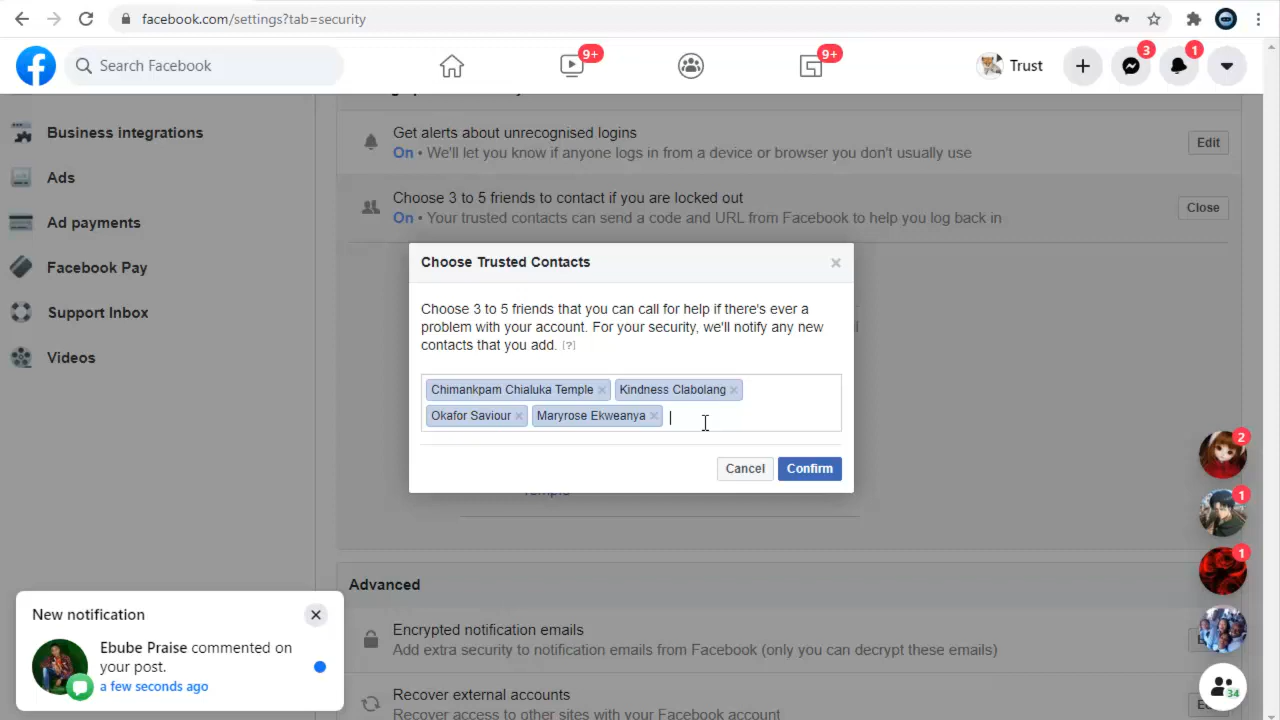 facebook.com/settings?tab=security
Search Facebook
9+
9+
Trust
3
1
Business integrations
Ads
Ad payments
Facebook Pay
Support Inbox
Videos
Get alerts about unrecognised logins
On • We'll let you know if anyone logs in from a device or browser you don't usually use
Edit
Choose 3 to 5 friends to contact if you are locked out
On • Your trusted contacts can send a code and URL from Facebook to help you log back in
Close
Choose Trusted Contacts
×
Choose 3 to 5 friends that you can call for help if there's ever a
problem with your account. For your security, we'll notify any new
contacts that you add. [?]
Chimankpam Chialuka Temple × Kindness Clabolang ×
Okafor Saviour × Maryrose Ekweanya ×
Cancel Confirm
Temple
Advanced
Encrypted notification emails
Add extra security to notification emails from Facebook (only you can decrypt these emails)
Recover external accounts
Recover access to other sites with your Facebook account
New notification
Ebube Praise commented on
your post.
a few seconds ago
2
1
1
34